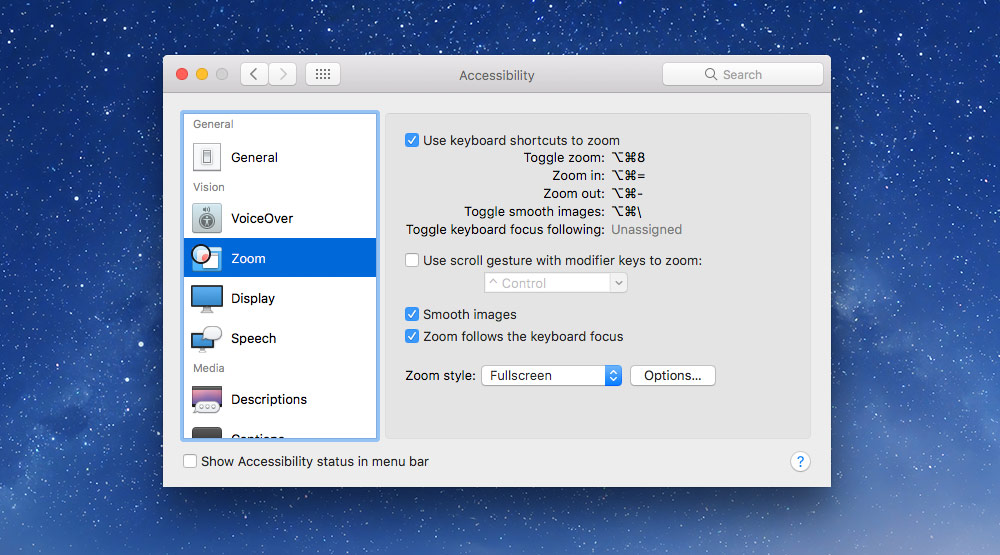 Accessibility
Search
General
General
Vision
VoiceOver
Zoom
Display
Speech
Media
Descriptions
Captions
Use keyboard shortcuts to zoom
Toggle zoom: ⌥⌘8
Zoom in: ⌥⌘=
Zoom out: ⌥⌘-
Toggle smooth images: ⌥⌘\
Toggle keyboard focus following: Unassigned
Use scroll gesture with modifier keys to zoom:
^ Control
Smooth images
Zoom follows the keyboard focus
Zoom style: Fullscreen Options...
Show Accessibility status in menu bar
?